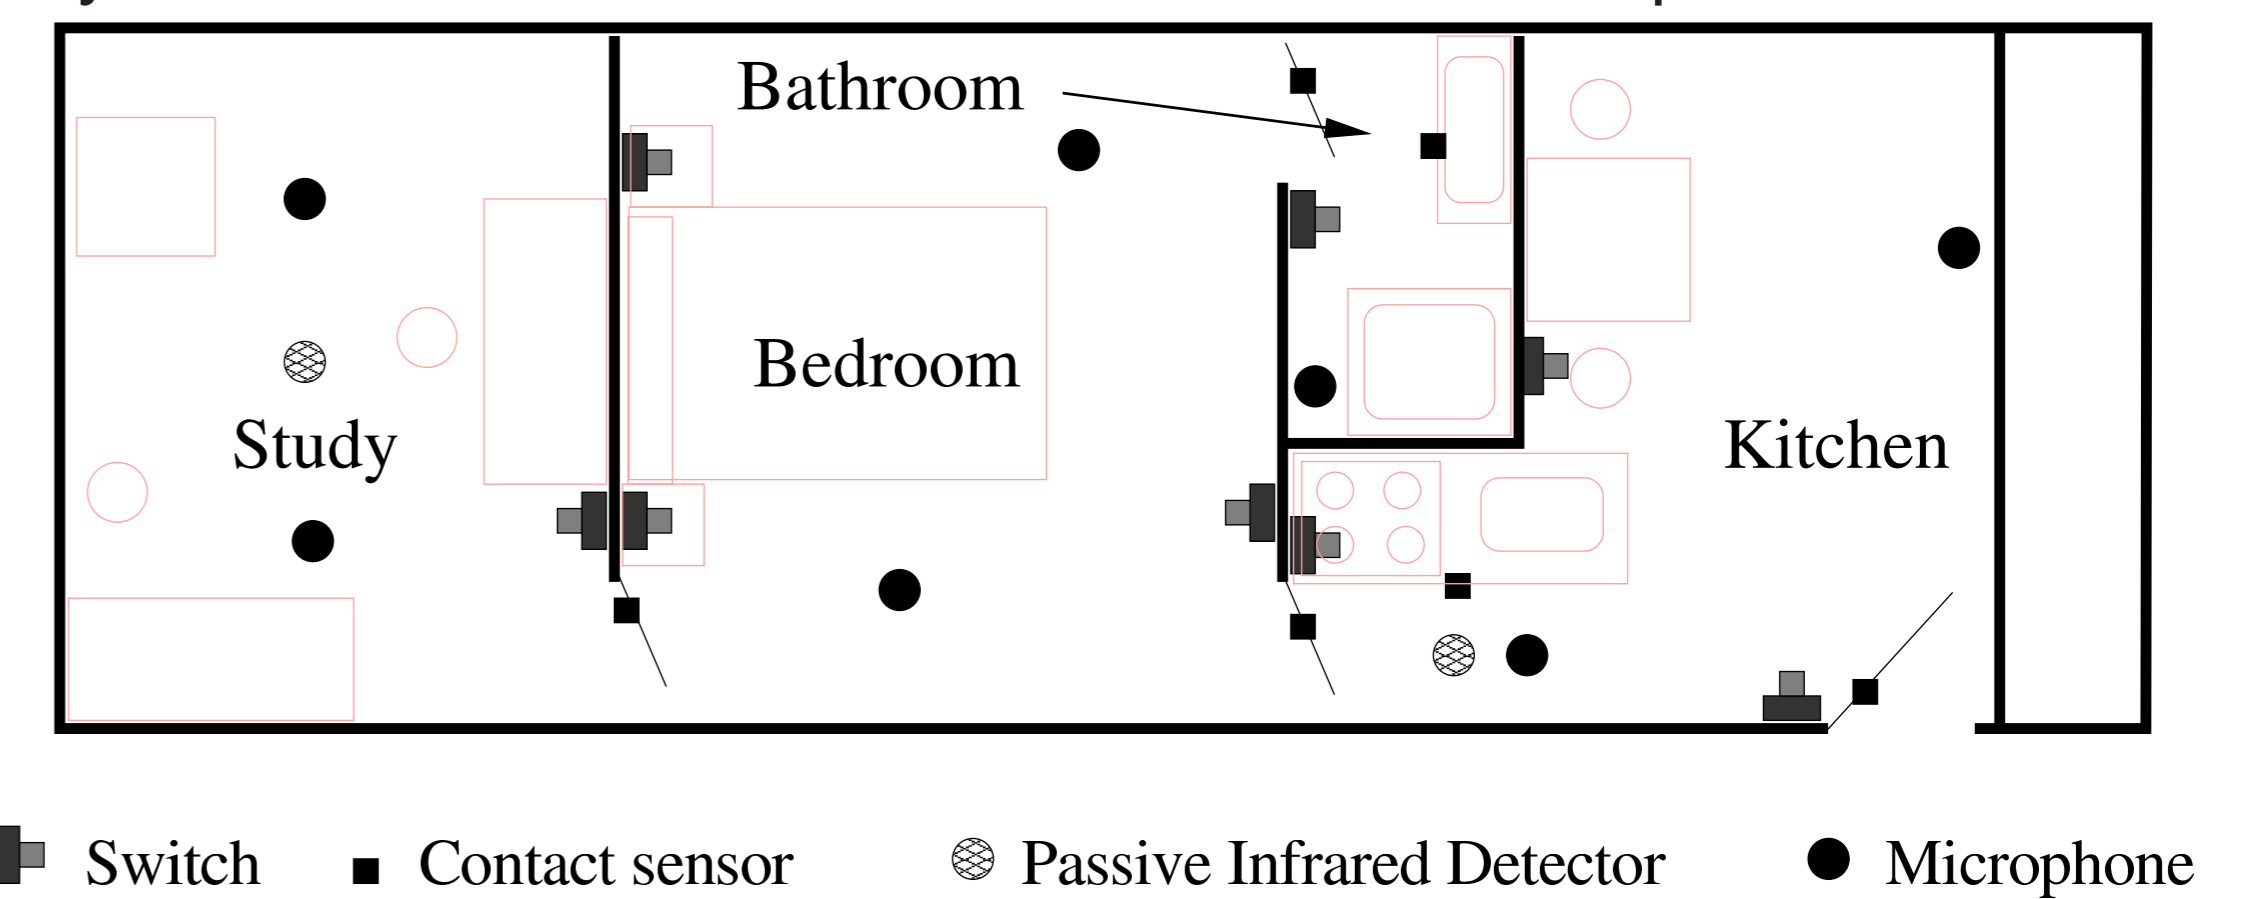 Bathroom
Bedroom
Study
Kitchen
Switch
Contact sensor
Passive Infrared Detector
Microphone